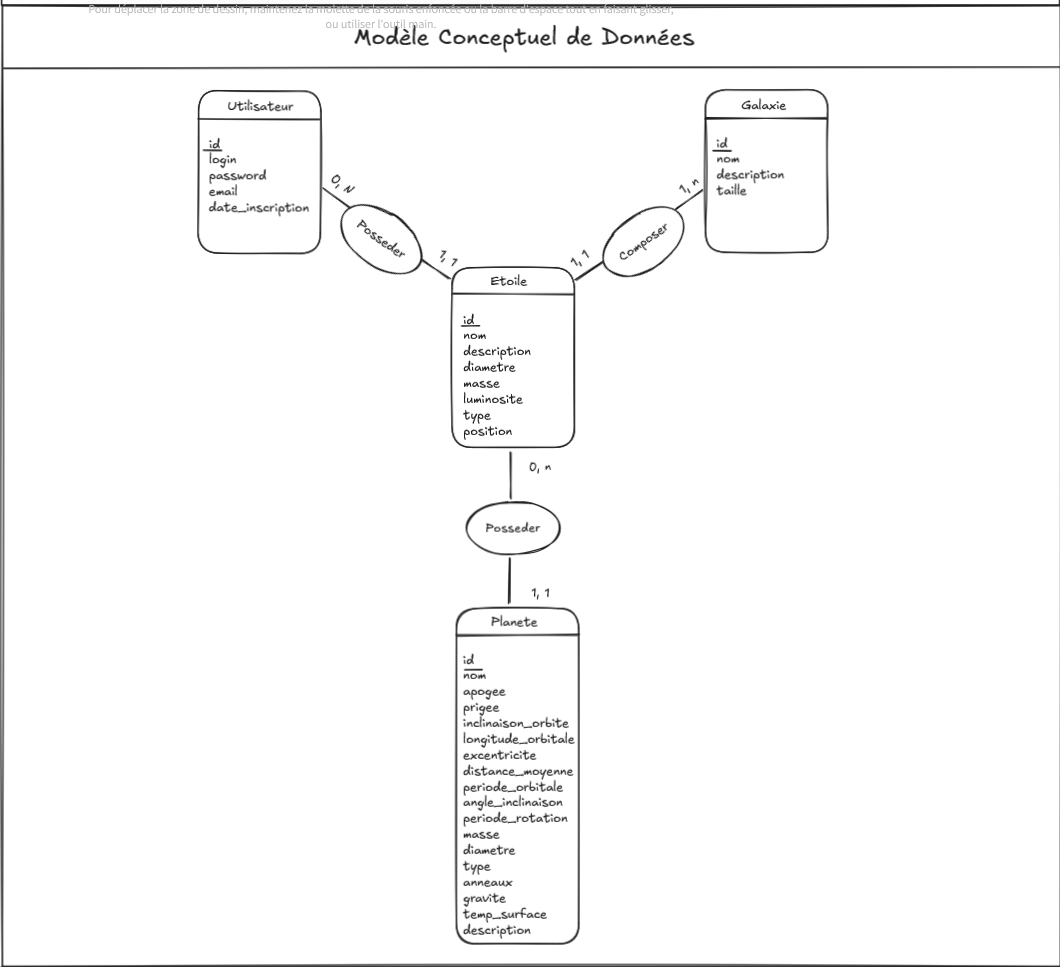 Pour déplacer la zone de dessin, maintenez la molette de la souris enfoncée ou la barre d'espace tout en faisant glisser,
ou utiliser l'outil main.
Modèle Conceptuel de Données
Utilisateur
id
login
password
email
date_inscription
0, N
Posseder
1, 1
Galaxie
id
nom
description
taille
1, n
Composer
1, 1
Etoile
id
nom
description
diametre
masse
luminosite
type
position
0, n
Posseder
1, 1
Planete
id
nom
apogee
prigee
inclinaison_orbite
longitude_orbitale
excentricite
distance_moyenne
periode_orbitale
angle_inclinaison
periode_rotation
masse
diametre
type
anneaux
gravite
temp_surface
description